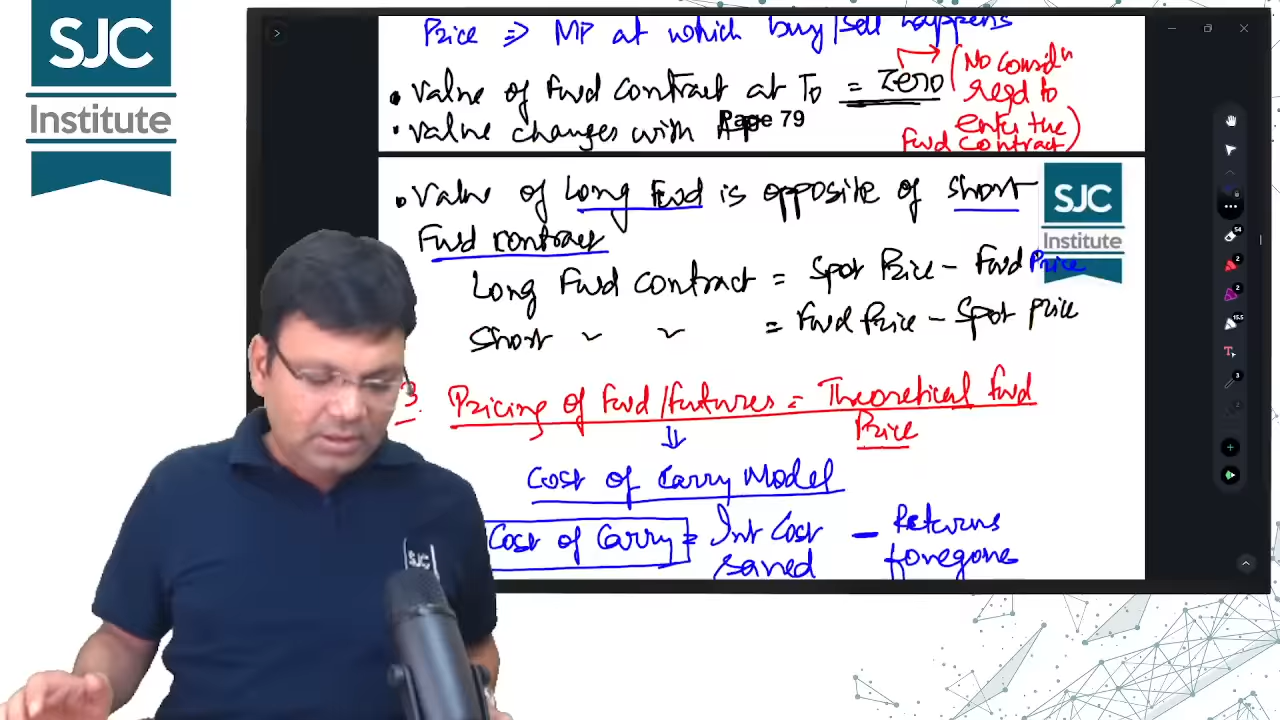 SJC
Institute
Price => MP at which buy/sell happens
• Value of Fwd Contract at T0 = Zero (No consid n
reqd to
enter the
Fwd Contract)
• Value changes with
Page 79
• Value of Long Fwd is opposite of Short
Fwd contract
SJC
Institute
Long Fwd contract = Spot Price - Fwd Price
Short " " = Fwd Price - Spot price
3. Pricing of Fwd/Futures = Theoretical Fwd
Price
⇓
Cost of Carry Model
Cost of Carry = Int Cost - Returns
saved foregone
SJC